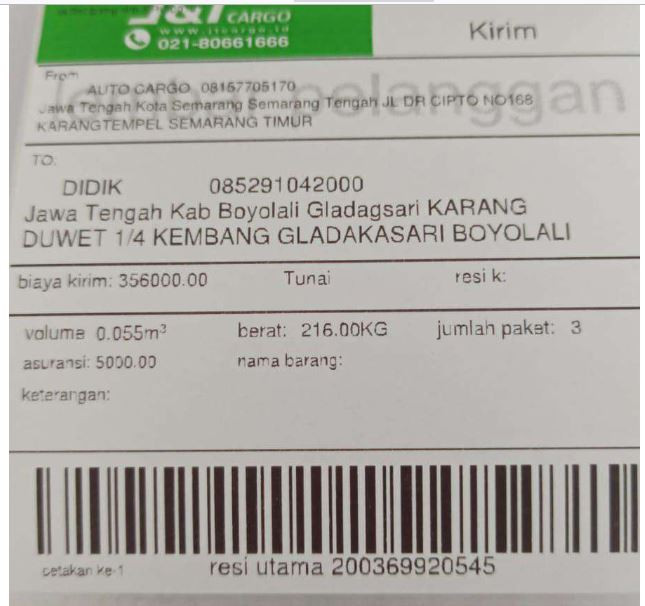 J&T CARGO
www.jtcargo.id
021-80661666
Kirim
pelanggan
From
AUTO CARGO 08157705170
Jawa Tengah Kota Semarang Semarang Tengah JL DR CIPTO NO168
KARANGTEMPEL SEMARANG TIMUR
TO:
DIDIK 085291042000
Jawa Tengah Kab Boyolali Gladagsari KARANG
DUWET 1/4 KEMBANG GLADAKASARI BOYOLALI
biaya kirim: 356000.00 Tunai resi k:
volume 0.055m³ berat: 216.00KG jumlah paket: 3
asuransi: 5000.00 nama barang:
keterangan:
cetakan ke-1 resi utama 200369920545